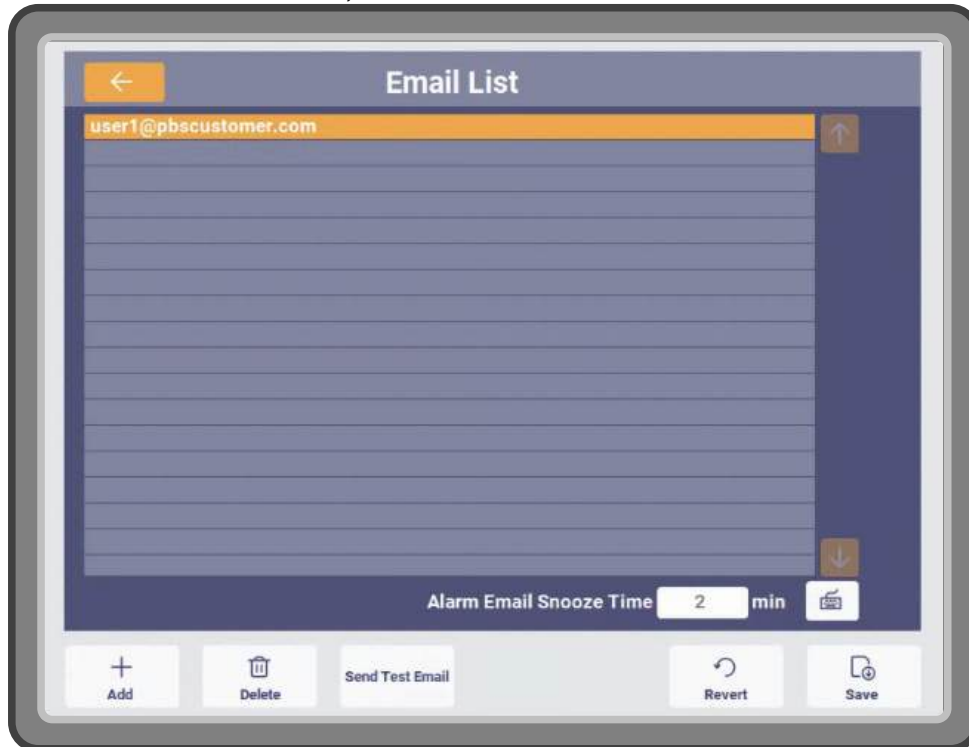 Email List
user1@pbscustomer.com
Alarm Email Snooze Time 2 min
Add Delete Send Test Email Revert Save